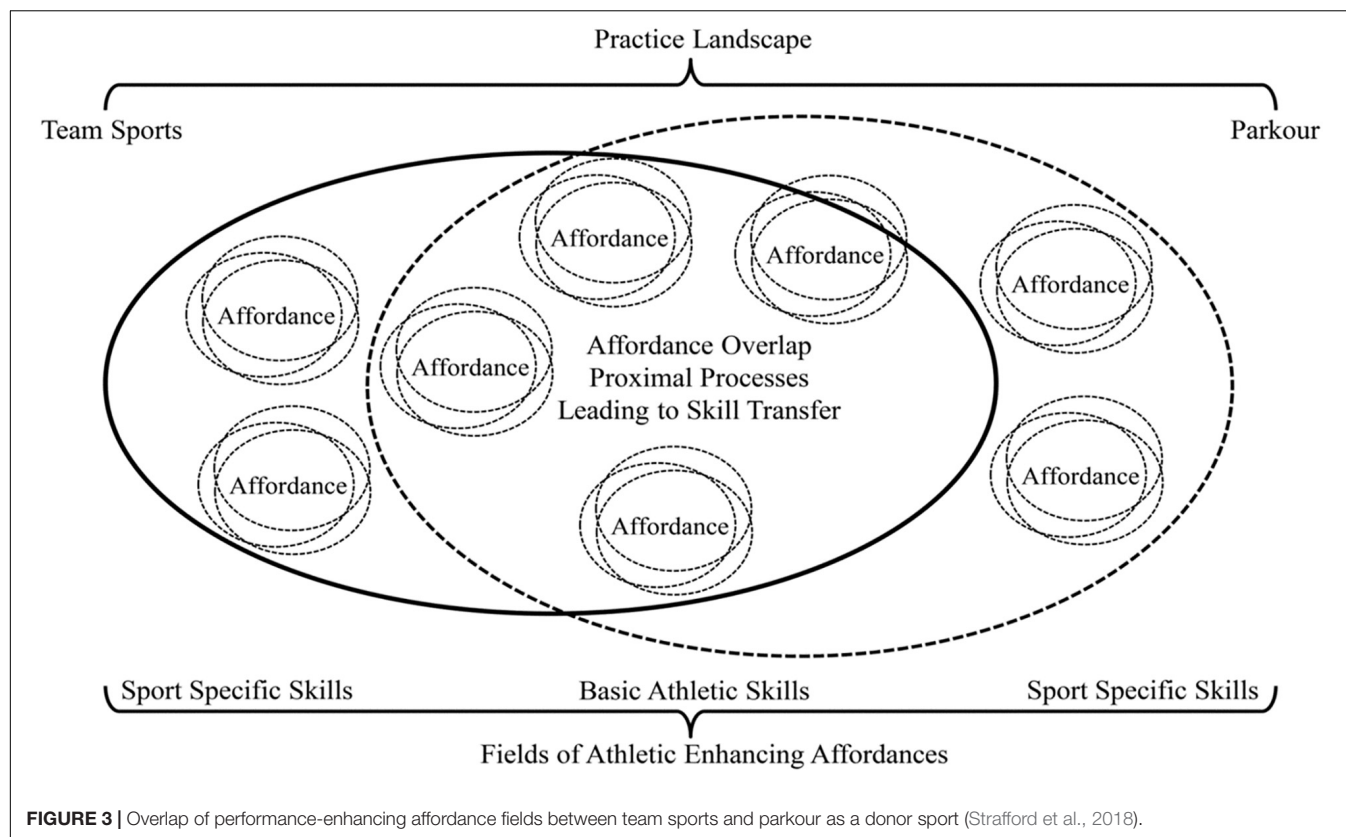 Practice Landscape
Team Sports
Parkour
Affordance
Affordance
Affordance
Affordance
Affordance
Affordance
Affordance Overlap
Proximal Processes
Leading to Skill Transfer
Affordance
Affordance
Affordance
Sport Specific Skills
Basic Athletic Skills
Sport Specific Skills
Fields of Athletic Enhancing Affordances
FIGURE 3 | Overlap of performance-enhancing affordance fields between team sports and parkour as a donor sport (Strafford et al., 2018).